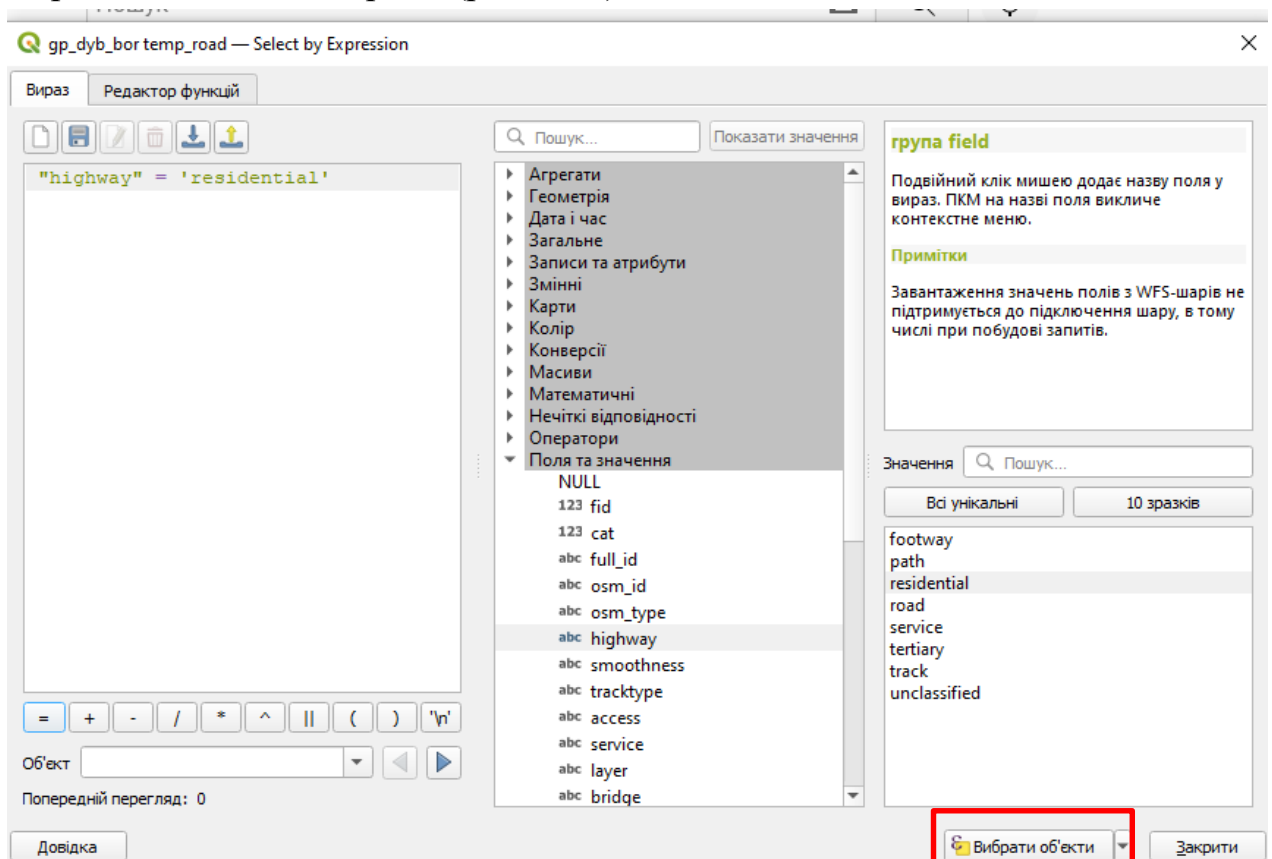 gp_dyb_bor temp_road — Select by Expression
Вираз
Редактор функцій
"highway" = 'residential'
= + - / * ^ || ( ) '\n'
Об'єкт
Попередній перегляд: 0
Довідка
Пошук...
Показати значення
Агрегати
Геометрія
Дата і час
Загальне
Записи та атрибути
Змінні
Карти
Колір
Конверсії
Масиви
Математичні
Нечіткі відповідності
Оператори
Поля та значення
NULL
123 fid
123 cat
abc full_id
abc osm_id
abc osm_type
abc highway
abc smoothness
abc tracktype
abc access
abc service
abc layer
abc bridge
група field
Подвійний клік мишею додає назву поля у
вираз. ПКМ на назві поля викличе
контекстне меню.
Примітки
Завантаження значень полів з WFS-шарів не
підтримується до підключення шару, в тому
числі при побудові запитів.
Значення
Пошук...
Всі унікальні
10 зразків
footway
path
residential
road
service
tertiary
track
unclassified
Вибрати об'єкти
Закрити